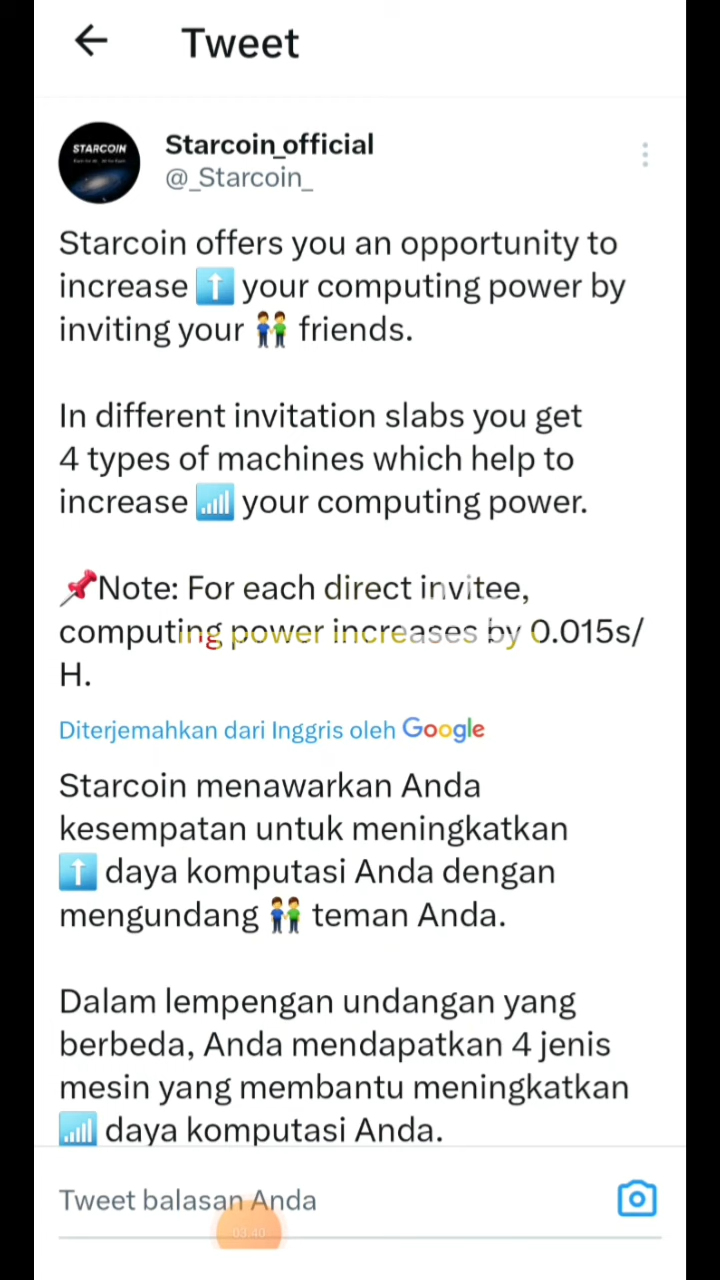 Tweet
STARCOIN
Starcoin_official
@_Starcoin_
Starcoin offers you an opportunity to
increase ⬆️ your computing power by
inviting your 👬 friends.
In different invitation slabs you get
4 types of machines which help to
increase 📶 your computing power.
📌Note: For each direct invitee,
computing power increases by 0.015s/
H.
Diterjemahkan dari Inggris oleh Google
Starcoin menawarkan Anda
kesempatan untuk meningkatkan
⬆️ daya komputasi Anda dengan
mengundang 👬 teman Anda.
Dalam lempengan undangan yang
berbeda, Anda mendapatkan 4 jenis
mesin yang membantu meningkatkan
📶 daya komputasi Anda.
Tweet balasan Anda
03:40